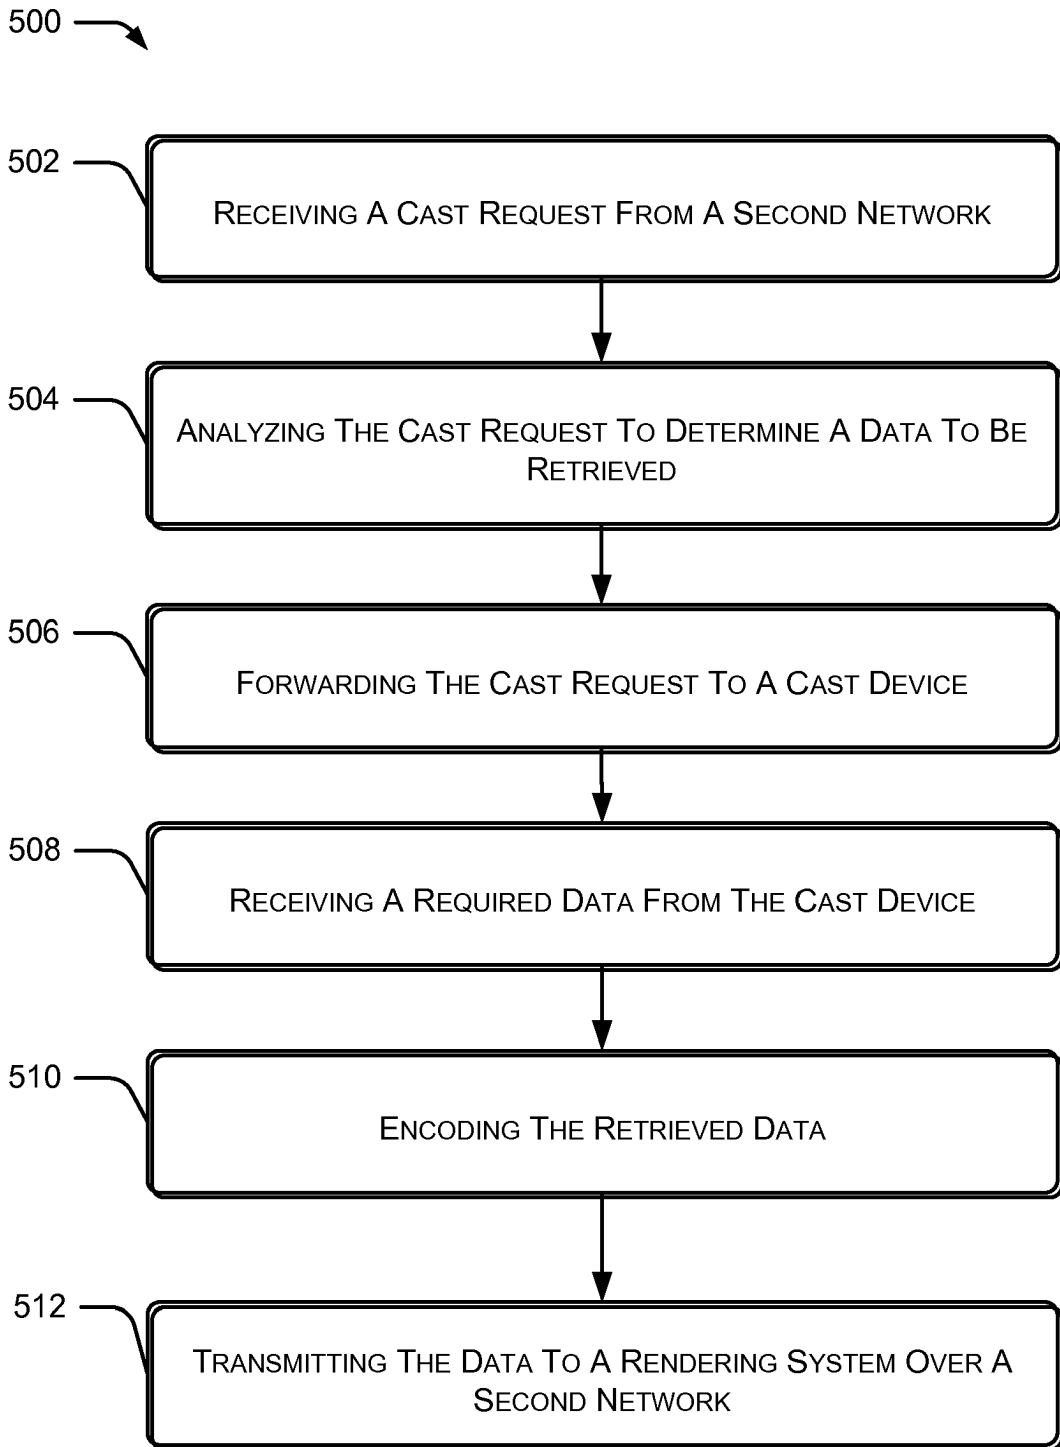 500
502
RECEIVING A CAST REQUEST FROM A SECOND NETWORK
504
ANALYZING THE CAST REQUEST TO DETERMINE A DATA TO BE
RETRIEVED
506
FORWARDING THE CAST REQUEST TO A CAST DEVICE
508
RECEIVING A REQUIRED DATA FROM THE CAST DEVICE
510
ENCODING THE RETRIEVED DATA
512
TRANSMITTING THE DATA TO A RENDERING SYSTEM OVER A
SECOND NETWORK